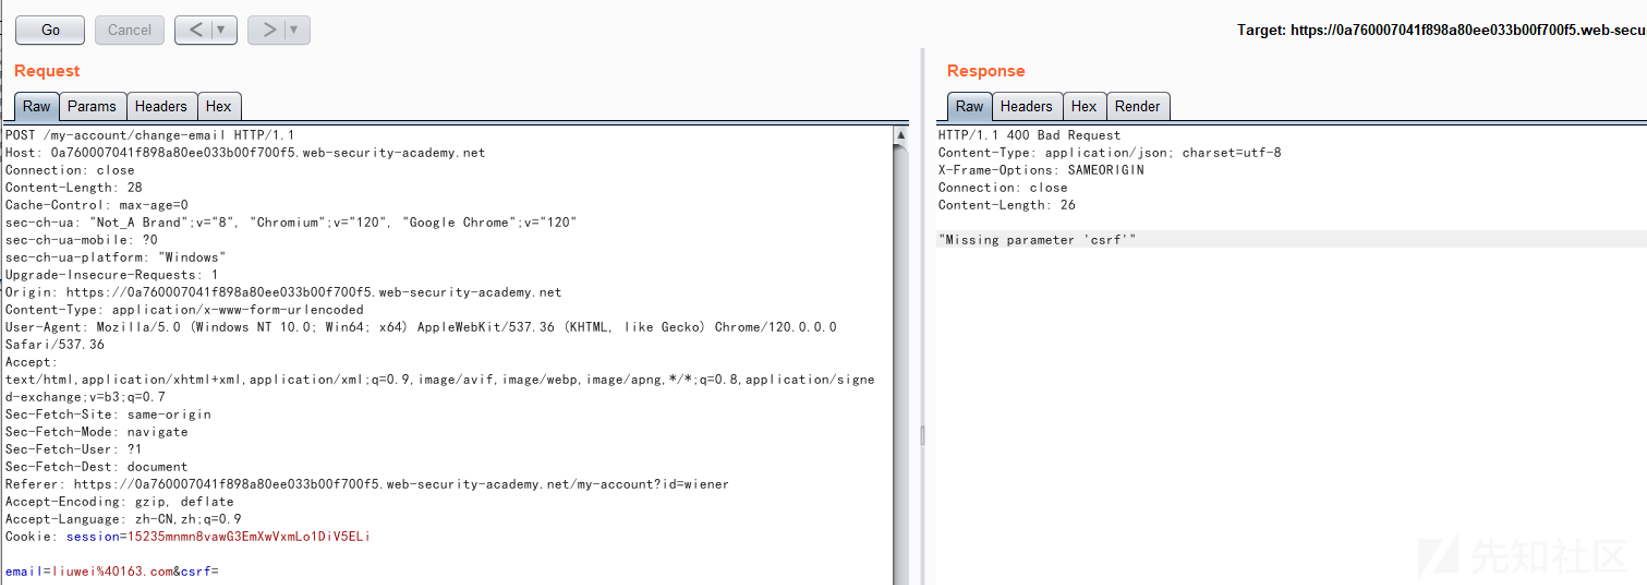 Go
Cancel
<
>
Target: https://0a760007041f898a80ee033b00f700f5.web-secu
Request
Response
Raw
Params
Headers
Hex
Raw
Headers
Hex
Render
POST /my-account/change-email HTTP/1.1
Host: 0a760007041f898a80ee033b00f700f5.web-security-academy.net
Connection: close
Content-Length: 28
Cache-Control: max-age=0
sec-ch-ua: "Not_A Brand";v="8", "Chromium";v="120", "Google Chrome";v="120"
sec-ch-ua-mobile: ?0
sec-ch-ua-platform: "Windows"
Upgrade-Insecure-Requests: 1
Origin: https://0a760007041f898a80ee033b00f700f5.web-security-academy.net
Content-Type: application/x-www-form-urlencoded
User-Agent: Mozilla/5.0 (Windows NT 10.0; Win64; x64) AppleWebKit/537.36 (KHTML, like Gecko) Chrome/120.0.0.0
Safari/537.36
Accept:
text/html,application/xhtml+xml,application/xml;q=0.9,image/avif,image/webp,image/apng,*/*;q=0.8,application/signe
d-exchange;v=b3;q=0.7
Sec-Fetch-Site: same-origin
Sec-Fetch-Mode: navigate
Sec-Fetch-User: ?1
Sec-Fetch-Dest: document
Referer: https://0a760007041f898a80ee033b00f700f5.web-security-academy.net/my-account?id=wiener
Accept-Encoding: gzip, deflate
Accept-Language: zh-CN,zh;q=0.9
Cookie: session=15235mnmn8vawG3EmXwVxmLo1DiV5ELi
email=liuwei%40163.com&csrf=
HTTP/1.1 400 Bad Request
Content-Type: application/json; charset=utf-8
X-Frame-Options: SAMEORIGIN
Connection: close
Content-Length: 26
"Missing parameter 'csrf'"
先知社区